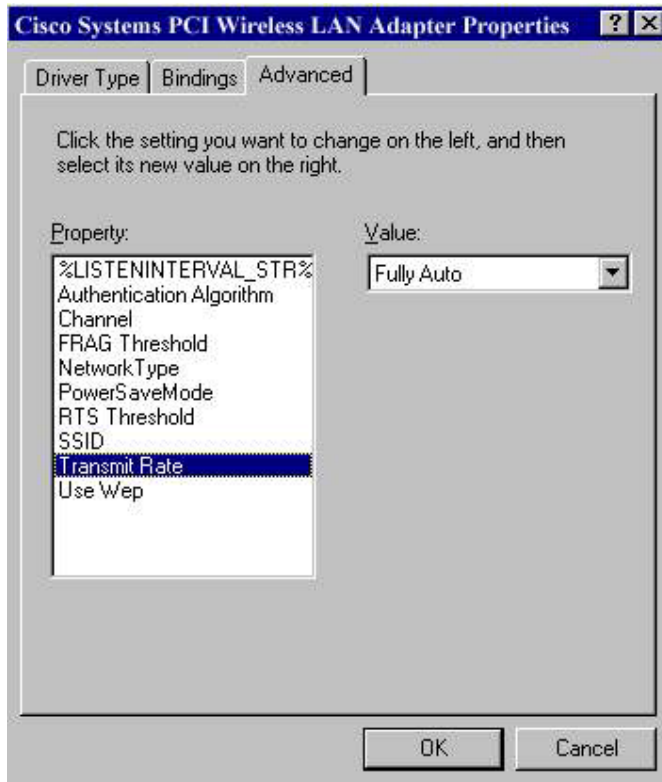 Cisco Systems PCI Wireless LAN Adapter Properties
Driver Type Bindings Advanced
Click the setting you want to change on the left, and then
select its new value on the right.
Property: Value:
%LISTENINTERVAL_STR% Fully Auto
Authentication Algorithm
Channel
FRAG Threshold
NetworkType
PowerSaveMode
RTS Threshold
SSID
Transmit Rate
Use Wep
OK Cancel